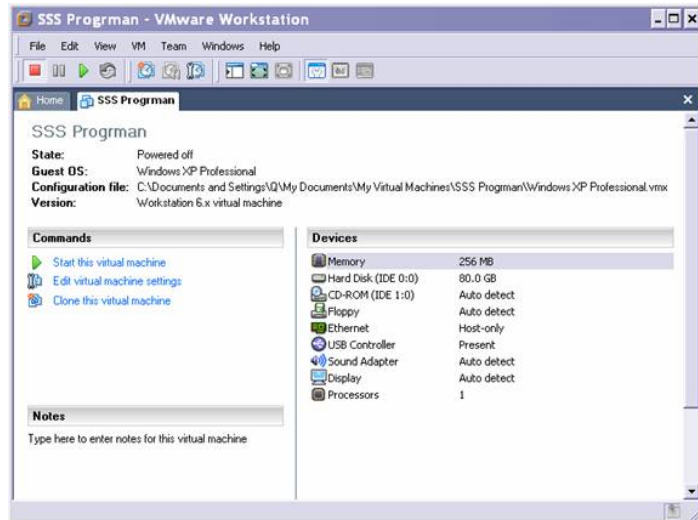 SSS Progrman - VMware Workstation
File Edit View VM Team Windows Help
Home SSS Progrman
SSS Progrman
State: Powered off
Guest OS: Windows XP Professional
Configuration file: C:\Documents and Settings\Q\My Documents\My Virtual Machines\SSS Progrman\Windows XP Professional.vmx
Version: Workstation 6.x virtual machine
Commands
Start this virtual machine
Edit virtual machine settings
Clone this virtual machine
Notes
Type here to enter notes for this virtual machine
Devices
Memory 256 MB
Hard Disk (IDE 0:0) 80.0 GB
CD-ROM (IDE 1:0) Auto detect
Floppy Auto detect
Ethernet Host-only
USB Controller Present
Sound Adapter Auto detect
Display Auto detect
Processors 1